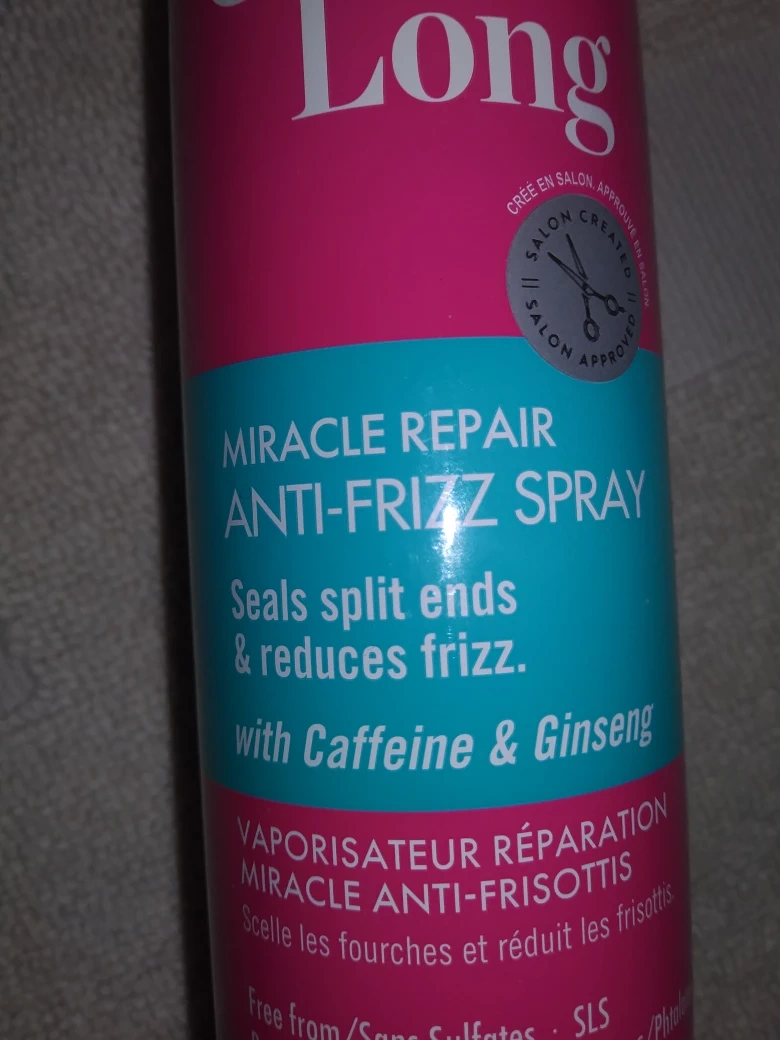 Long
CRÉÉ EN SALON. APPROUVÉ EN SALON
SALON CREATED
SALON APPROVED
MIRACLE REPAIR
ANTI-FRIZZ SPRAY
Seals split ends
& reduces frizz.
with Caffeine & Ginseng
VAPORISATEUR RÉPARATION
MIRACLE ANTI-FRISOTTIS
Scelle les fourches et réduit les frisottis.
Free from/Sans Sulfates · SLS